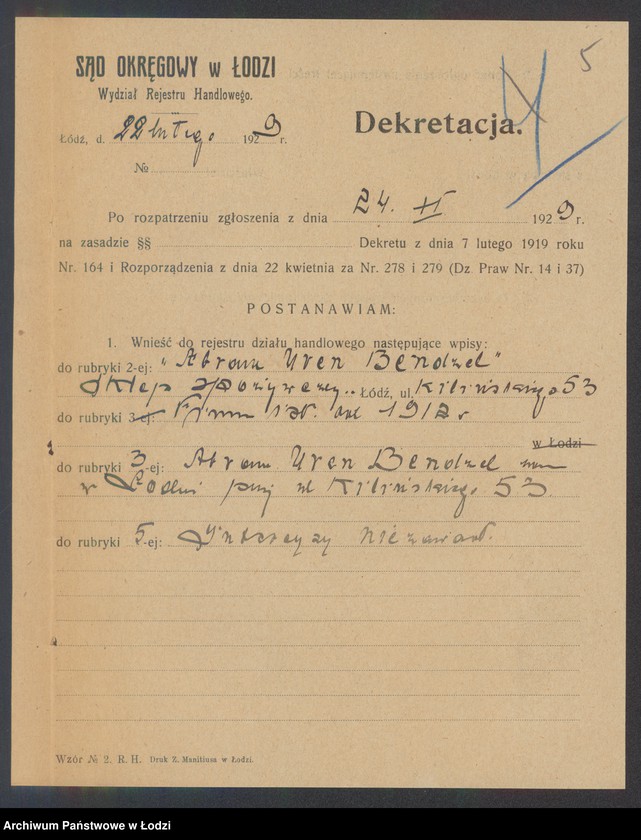 5
SĄD OKRĘGOWY w ŁODZI
Wydział Rejestru Handlowego.
Dekretacja.
Łódź, d. 22 lutego 1929 r.
№
Po rozpatrzeniu zgłoszenia z dnia 24. II 1929 r.
na zasadzie §§ Dekretu z dnia 7 lutego 1919 roku
Nr. 164 i Rozporządzenia z dnia 22 kwietnia za Nr. 278 i 279 (Dz. Praw Nr. 14 i 37)
POSTANAWIAM:
1. Wnieść do rejestru działu handlowego następujące wpisy:
do rubryki 2-ej: "Abram Uren Bendzel"
Sklep spożywczy. Łódź, ul. Kilińskiego 53
do rubryki 3-ej Firma ist. od 1912 r
w Łodzi
do rubryki 3-ej: Abram Uren Bendzel
w Łodzi przy ul Kilińskiego 53.
do rubryki 5-ej: Intercyzy nie zawarł.
Wzór № 2. R. H. Druk Z. Manitiusa w Łodzi.
Archiwum Państwowe w Łodzi